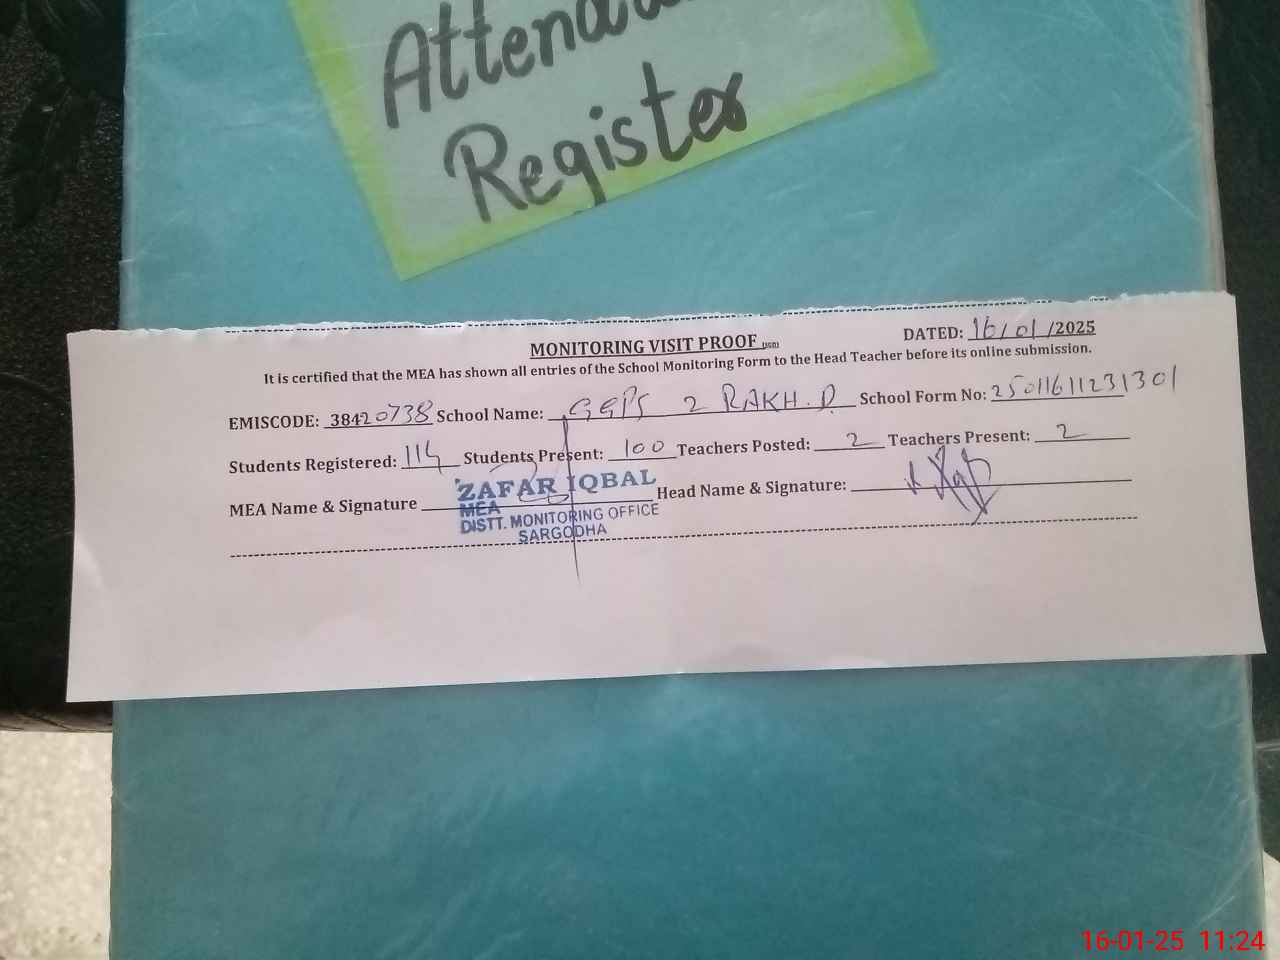 Register
DATED: 16/01/2025
MONITORING VISIT PROOF
It is certified that the MEA has shown all entries of the School Monitoring Form to the Head Teacher before its online submission.
EMISCODE: 38420738 School Name: GGPS 2 RAKH. D. School Form No: 25011611231301
Students Registered: 114 Students Present: 100 Teachers Posted: 2 Teachers Present: 2
MEA Name & Signature Head Name & Signature:
ZAFAR IQBAL
MEA
DISTT. MONITORING OFFICE
SARGODHA
16-01-25 11:24